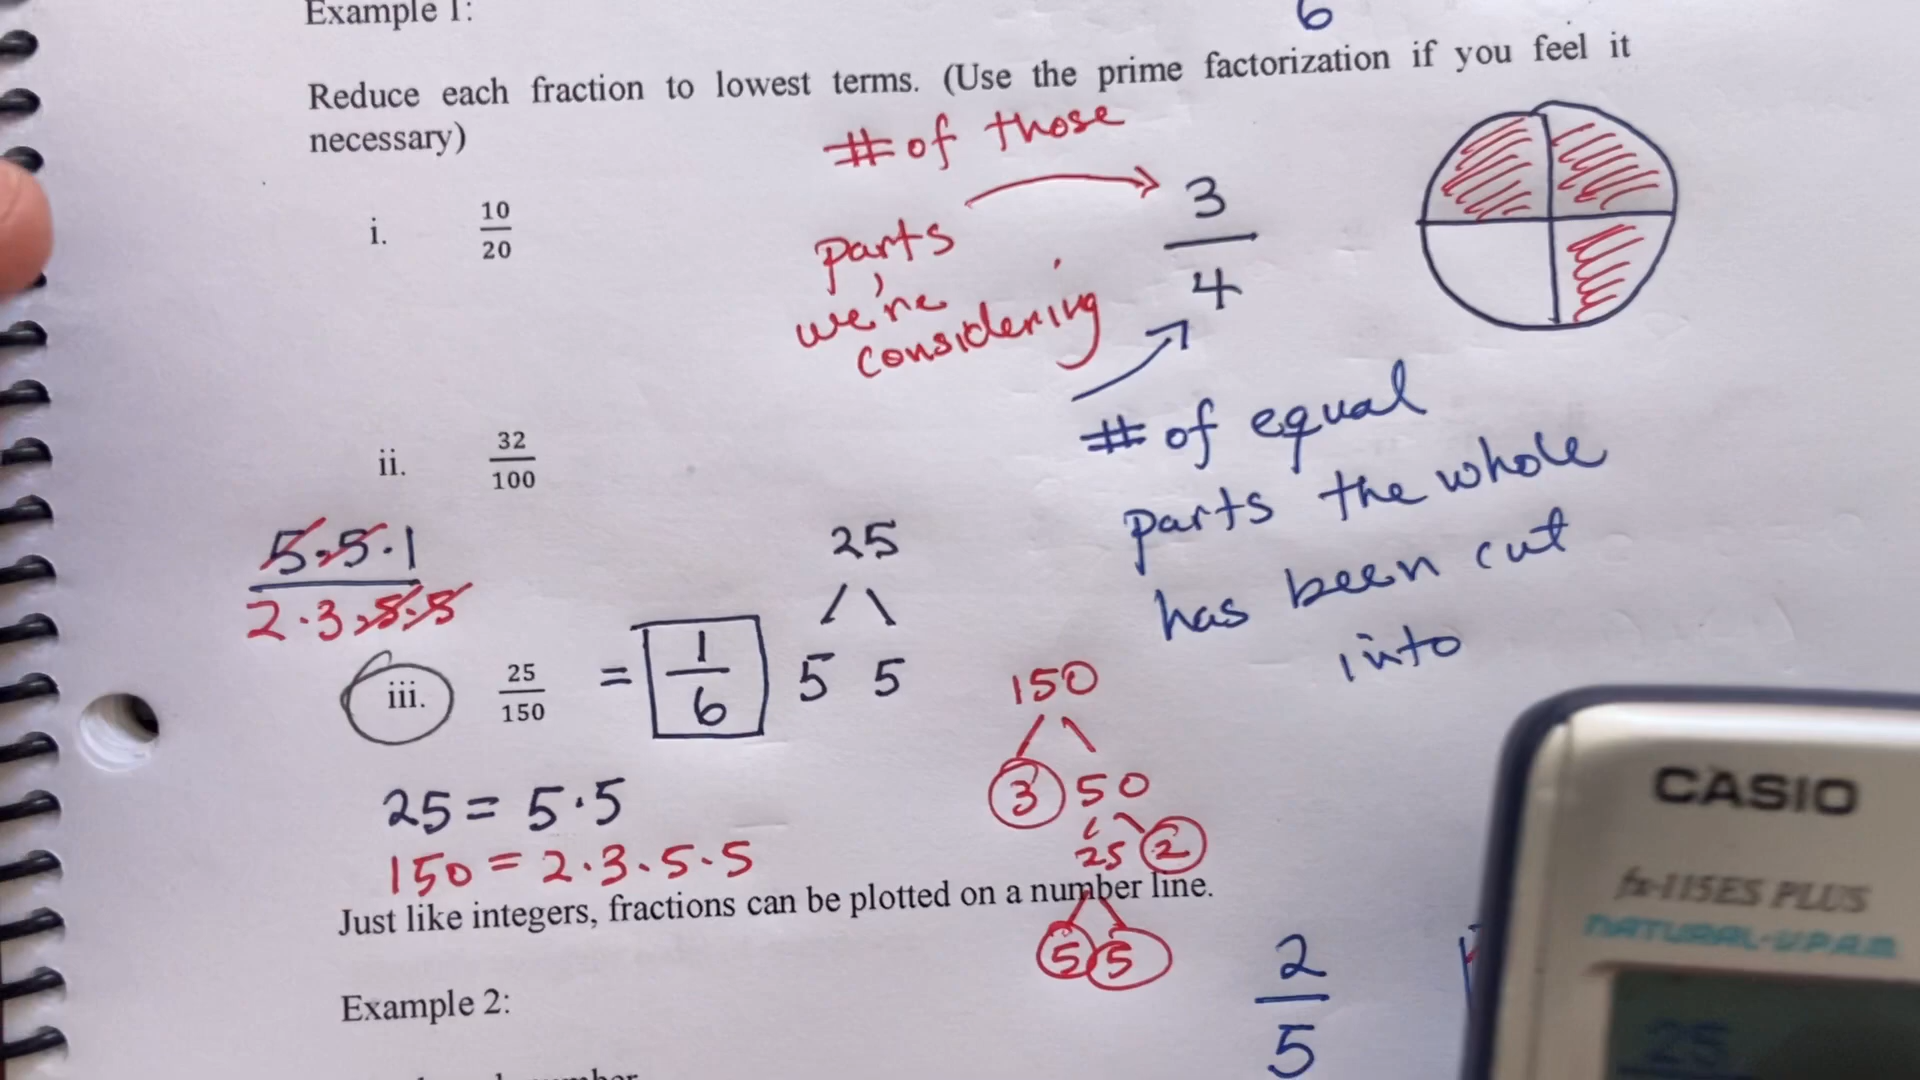 Example 1:
6
Reduce each fraction to lowest terms. (Use the prime factorization if you feel it
necessary)
# of those
parts
we're
considering
3
4
i. 10
20
# of equal
parts the whole
has been cut
into
ii. 32
100
5·5·1
2·3·5·5
25
5 5
iii. 25
150
= 1
6
150
3 50
25 2
5 5
25 = 5·5
150 = 2·3·5·5
Just like integers, fractions can be plotted on a number line.
Example 2:
2
5
CASIO
fx-115ES PLUS
NATURAL-V.P.A.M.
25